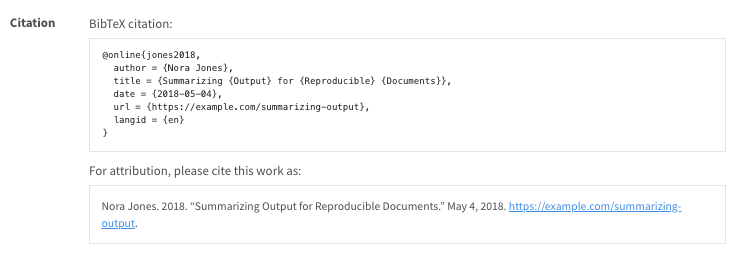 Citation
BibTeX citation:
@online{jones2018,
  author = {Nora Jones},
  title = {Summarizing {Output} for {Reproducible} {Documents}},
  date = {2018-05-04},
  url = {https://example.com/summarizing-output},
  langid = {en}
}
For attribution, please cite this work as:
Nora Jones. 2018. “Summarizing Output for Reproducible Documents.” May 4, 2018. https://example.com/summarizing-
output.